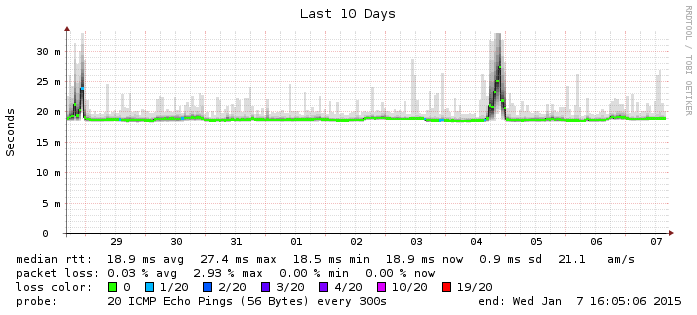 Last 10 Days
RRDTOOL / TOBI OETIKER
Seconds
30 m
25 m
20 m
15 m
10 m
5 m
0
29 30 31 01 02 03 04 05 06 07
median rtt: 18.9 ms avg 27.4 ms max 18.5 ms min 18.9 ms now 0.9 ms sd 21.1 am/s
packet loss: 0.03 % avg 2.93 % max 0.00 % min 0.00 % now
loss color: 0 1/20 2/20 3/20 4/20 10/20 19/20
probe: 20 ICMP Echo Pings (56 Bytes) every 300s end: Wed Jan 7 16:05:06 2015